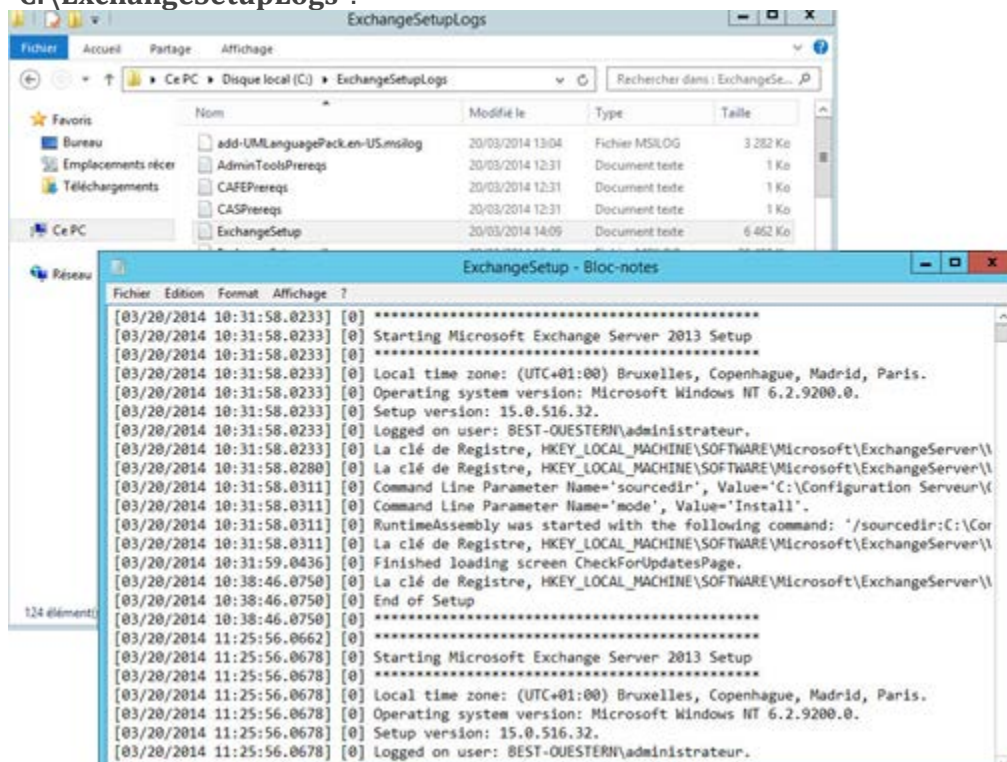 C:\ExchangeSetupLogs".
ExchangeSetupLogs
Fichier Accueil Partage Affichage
Ce PC Disque local (C:) ExchangeSetupLogs Rechercher dans : ExchangeSe...
Favoris
Bureau
Emplacements récer
Téléchargements
Ce PC
Réseau
124 élément(s
Nom Modifié le Type Taille
add-UMLanguagePack.en-US.msilog 20/03/2014 13:04 Fichier MSILOG 3 282 Ko
AdminToolsPrereqs 20/03/2014 12:31 Document texte 1 Ko
CAFEPrereqs 20/03/2014 12:31 Document texte 1 Ko
CASPrereqs 20/03/2014 12:31 Document texte 1 Ko
ExchangeSetup 20/03/2014 14:09 Document texte 6 462 Ko
ExchangeSetup - Bloc-notes
Fichier Edition Format Affichage ?
[03/20/2014 10:31:58.0233] [0] **********************************************
[03/20/2014 10:31:58.0233] [0] Starting Microsoft Exchange Server 2013 Setup
[03/20/2014 10:31:58.0233] [0] **********************************************
[03/20/2014 10:31:58.0233] [0] Local time zone: (UTC+01:00) Bruxelles, Copenhague, Madrid, Paris.
[03/20/2014 10:31:58.0233] [0] Operating system version: Microsoft Windows NT 6.2.9200.0.
[03/20/2014 10:31:58.0233] [0] Setup version: 15.0.516.32.
[03/20/2014 10:31:58.0233] [0] Logged on user: BEST-OUESTERN\administrateur.
[03/20/2014 10:31:58.0233] [0] La clé de Registre, HKEY_LOCAL_MACHINE\SOFTWARE\Microsoft\ExchangeServer\\
[03/20/2014 10:31:58.0280] [0] La clé de Registre, HKEY_LOCAL_MACHINE\SOFTWARE\Microsoft\ExchangeServer\\
[03/20/2014 10:31:58.0311] [0] Command Line Parameter Name='sourcedir', Value='C:\Configuration Serveur\
[03/20/2014 10:31:58.0311] [0] Command Line Parameter Name='mode', Value='Install'.
[03/20/2014 10:31:58.0311] [0] RuntimeAssembly was started with the following command: '/sourcedir:C:\Cor
[03/20/2014 10:31:58.0311] [0] La clé de Registre, HKEY_LOCAL_MACHINE\SOFTWARE\Microsoft\ExchangeServer\\
[03/20/2014 10:31:59.0436] [0] Finished loading screen CheckForUpdatesPage.
[03/20/2014 10:38:46.0750] [0] La clé de Registre, HKEY_LOCAL_MACHINE\SOFTWARE\Microsoft\ExchangeServer\\
[03/20/2014 10:38:46.0750] [0] End of Setup
[03/20/2014 10:38:46.0750] [0] **********************************************
[03/20/2014 11:25:56.0662] [0] **********************************************
[03/20/2014 11:25:56.0678] [0] Starting Microsoft Exchange Server 2013 Setup
[03/20/2014 11:25:56.0678] [0] **********************************************
[03/20/2014 11:25:56.0678] [0] Local time zone: (UTC+01:00) Bruxelles, Copenhague, Madrid, Paris.
[03/20/2014 11:25:56.0678] [0] Operating system version: Microsoft Windows NT 6.2.9200.0.
[03/20/2014 11:25:56.0678] [0] Setup version: 15.0.516.32.
[03/20/2014 11:25:56.0678] [0] Logged on user: BEST-OUESTERN\administrateur.